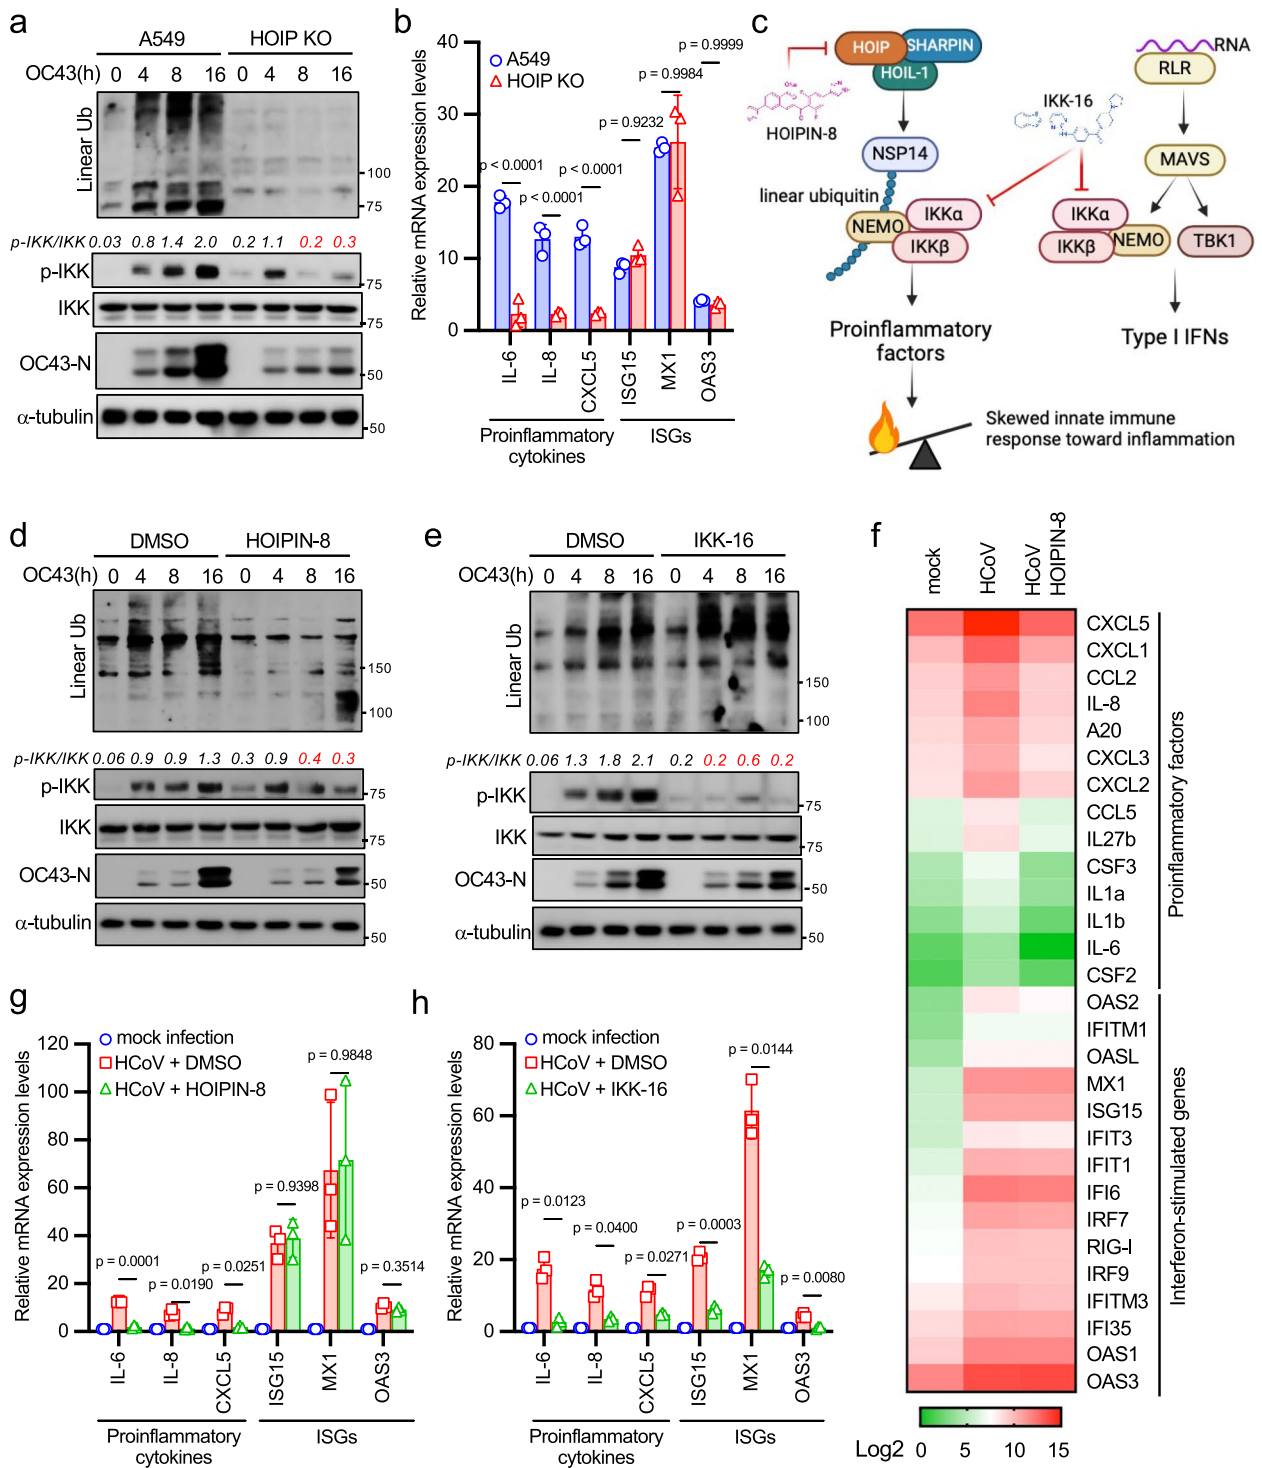 a
A549 HOIP KO
OC43(h) 0 4 8 16 0 4 8 16
Linear Ub
100
75
p-IKK/IKK 0.03 0.8 1.4 2.0 0.2 1.1 0.2 0.3
p-IKK
75
IKK
75
OC43-N
50
α-tubulin
50
b
Relative mRNA expression levels
40
30
20
10
0
A549
HOIP KO
p < 0.0001
p < 0.0001
p < 0.0001
p = 0.9232
p = 0.9984
p = 0.9999
IL-6
IL-8
CXCL5
ISG15
MX1
OAS3
Proinflammatory
cytokines
ISGs
c
HOIP
SHARPIN
HOIL-1
HOIPIN-8
NSP14
linear ubiquitin
NEMO
IKKα
IKKβ
Proinflammatory
factors
IKK-16
RNA
RLR
MAVS
IKKα
IKKβ
NEMO
TBK1
Type I IFNs
Skewed innate immune
response toward inflammation
d
DMSO HOIPIN-8
OC43(h) 0 4 8 16 0 4 8 16
Linear Ub
150
100
p-IKK/IKK 0.06 0.9 0.9 1.3 0.3 0.9 0.4 0.3
p-IKK
75
IKK
75
OC43-N
50
α-tubulin
50
e
DMSO IKK-16
OC43(h) 0 4 8 16 0 4 8 16
Linear Ub
150
100
p-IKK/IKK 0.06 1.3 1.8 2.1 0.2 0.2 0.6 0.2
p-IKK
75
IKK
75
OC43-N
50
α-tubulin
50
f
mock
HCoV
HCoV
HOIPIN-8
CXCL5
CXCL1
CCL2
IL-8
A20
CXCL3
CXCL2
CCL5
IL27b
CSF3
IL1a
IL1b
IL-6
CSF2
OAS2
IFITM1
OASL
MX1
ISG15
IFIT3
IFIT1
IFI6
IRF7
RIG-I
IRF9
IFITM3
IFI35
OAS1
OAS3
Proinflammatory factors
Interferon-stimulated genes
Log2 0 5 10 15
g
Relative mRNA expression levels
120
100
80
60
40
20
0
mock infection
HCoV + DMSO
HCoV + HOIPIN-8
p = 0.0001
p = 0.0190
p = 0.0251
p = 0.9398
p = 0.9848
p = 0.3514
IL-6
IL-8
CXCL5
ISG15
MX1
OAS3
Proinflammatory
cytokines
ISGs
h
Relative mRNA expression levels
80
60
40
20
0
mock infection
HCoV + DMSO
HCoV + IKK-16
p = 0.0123
p = 0.0400
p = 0.0271
p = 0.0003
p = 0.0144
p = 0.0080
IL-6
IL-8
CXCL5
ISG15
MX1
OAS3
Proinflammatory
cytokines
ISGs